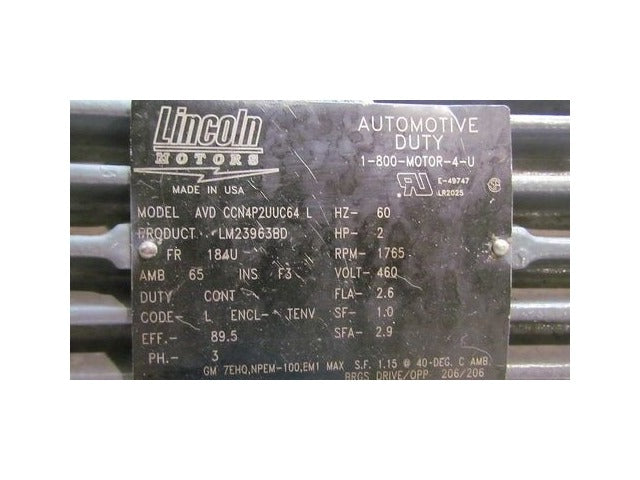 Lincoln
MOTORS
MADE IN USA
AUTOMOTIVE
DUTY
1-800-MOTOR-4-U
E-49747
LR2025
MODEL AVD CCN4P2UUC64 L HZ- 60
PRODUCT LM23963BD HP- 2
FR 184U RPM- 1765
AMB 65 INS F3 VOLT- 460
DUTY CONT FLA- 2.6
CODE- L ENCL- TENV SF- 1.0
EFF.- 89.5 SFA- 2.9
PH.- 3
GM 7EHQ,NPEM-100,EM1 MAX S.F. 1.15 @ 40-DEG. C AMB.
BRGS DRIVE/OPP 206/206